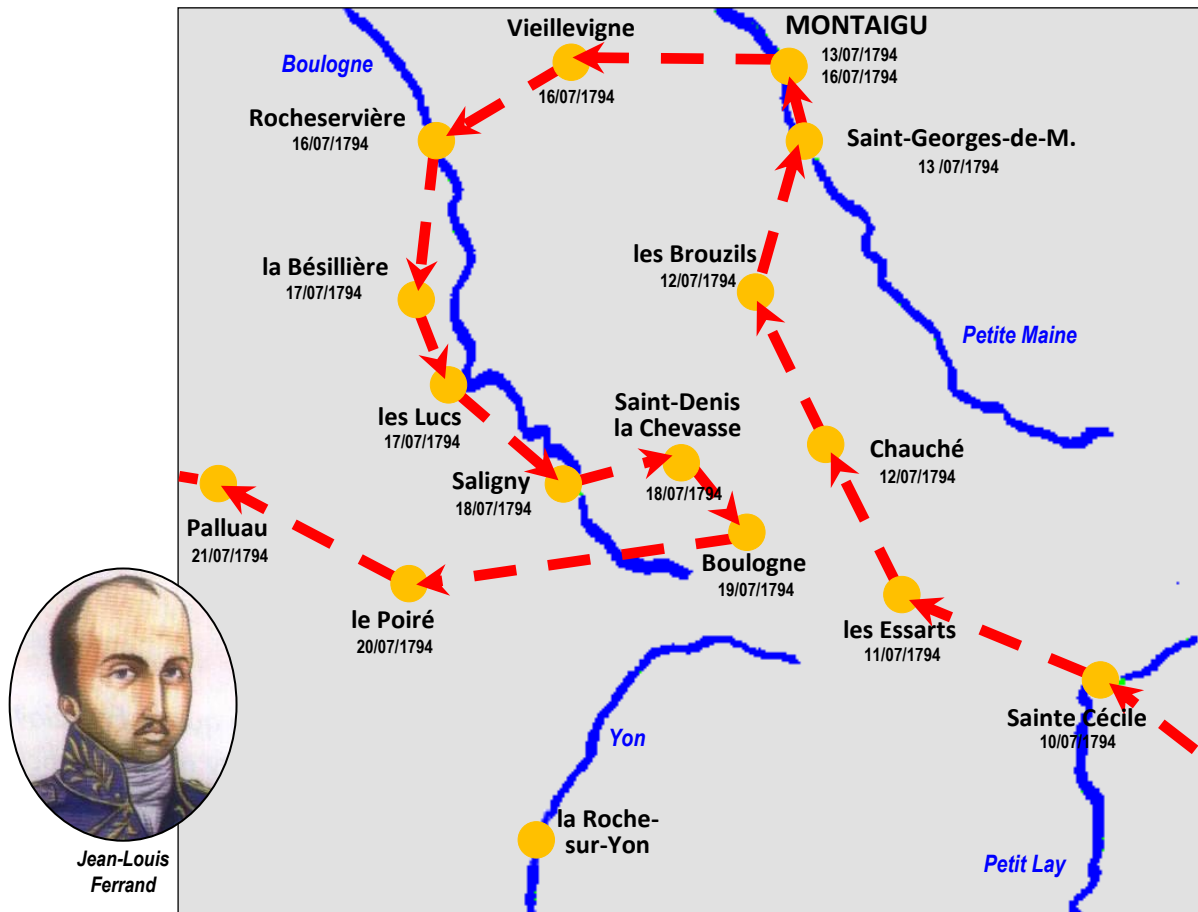 Vieillevigne
16/07/1794
MONTAIGU
13/07/1794
16/07/1794
Boulogne
Rocheservière
16/07/1794
Saint-Georges-de-M.
13 /07/1794
la Bésillière
17/07/1794
les Brouzils
12/07/1794
Petite Maine
les Lucs
17/07/1794
Saint-Denis
la Chevasse
18/07/1794
Chauché
12/07/1794
Saligny
18/07/1794
Palluau
21/07/1794
Boulogne
19/07/1794
le Poiré
20/07/1794
les Essarts
11/07/1794
Sainte Cécile
10/07/1794
Yon
la Roche-
sur-Yon
Petit Lay
Jean-Louis
Ferrand